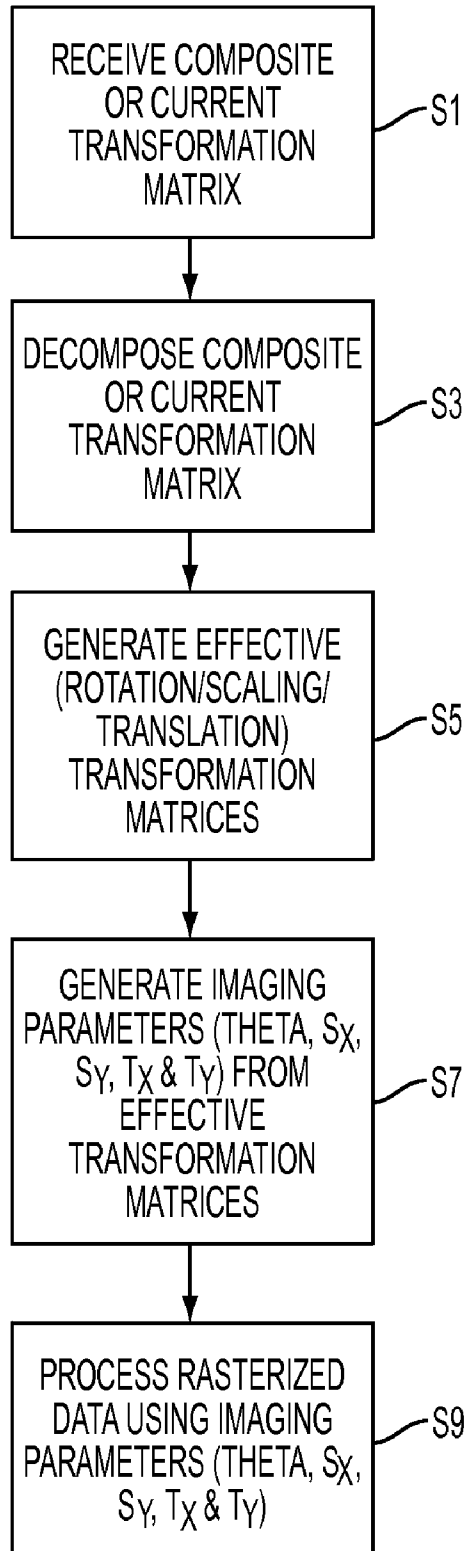 RECEIVE COMPOSITE
OR CURRENT
TRANSFORMATION
MATRIX
S1
DECOMPOSE COMPOSITE
OR CURRENT
TRANSFORMATION
MATRIX
S3
GENERATE EFFECTIVE
(ROTATION/SCALING/
TRANSLATION)
TRANSFORMATION
MATRICES
S5
GENERATE IMAGING
PARAMETERS (THETA, SX,
SY, TX & TY) FROM
EFFECTIVE
TRANSFORMATION
MATRICES
S7
PROCESS RASTERIZED
DATA USING IMAGING
PARAMETERS (THETA, SX,
SY, TX & TY)
S9